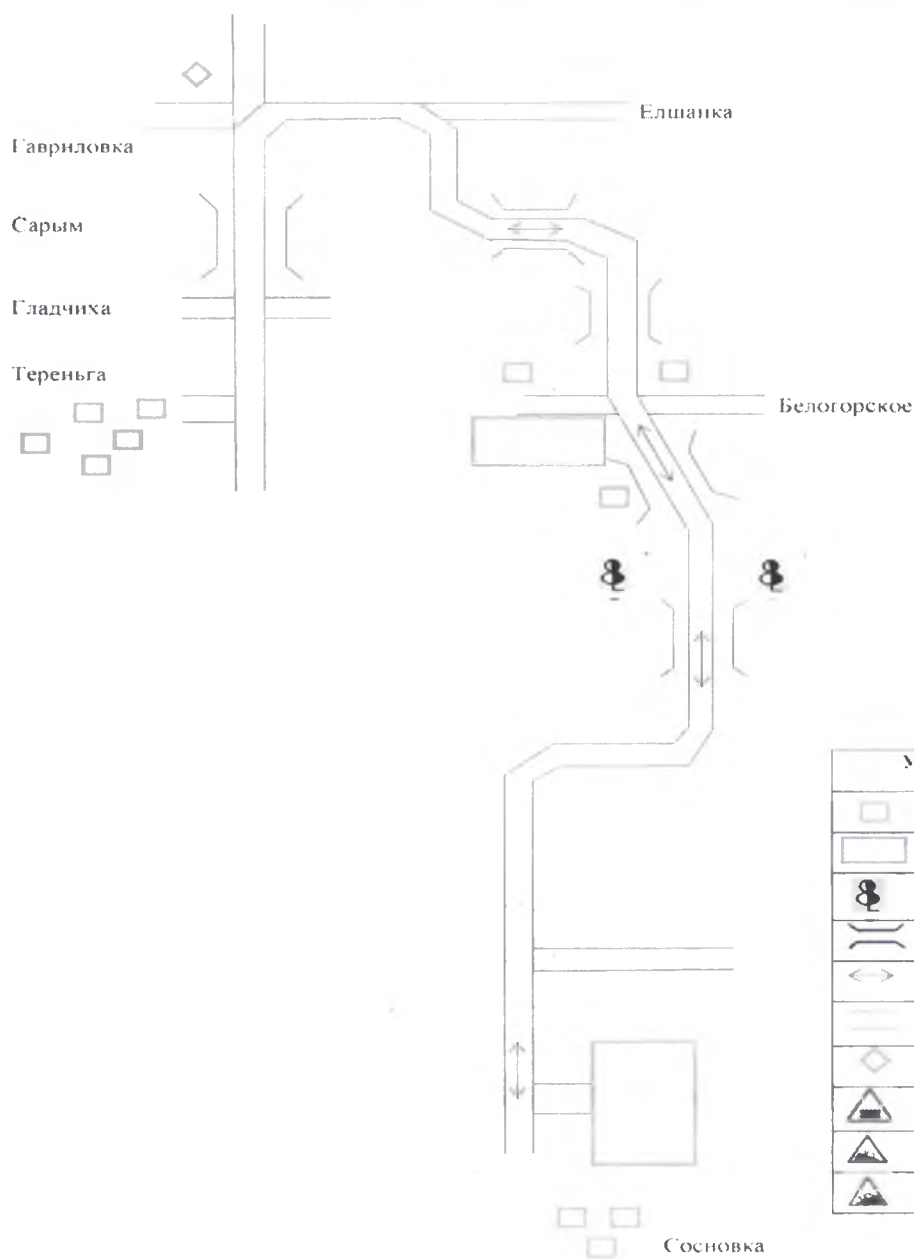 Елшанка
Гавриловка
Сарым
Гладчиха
Тереньга
Белогорское
Сосновка